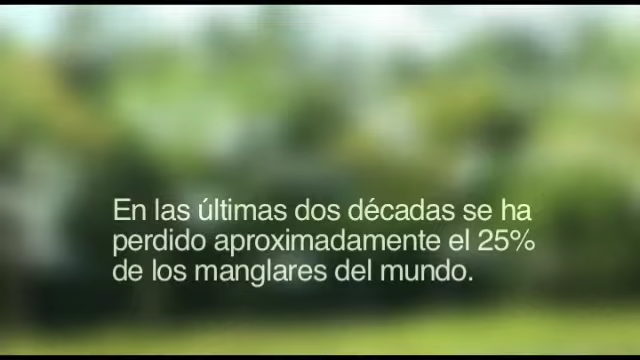 En las últimas dos décadas se ha
perdido aproximadamente el 25%
de los manglares del mundo.